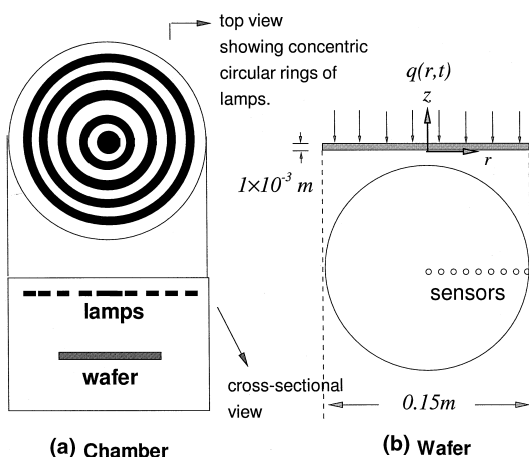 top view
showing concentric
circular rings of
lamps.
lamps
wafer
cross-sectional
view
(a) Chamber
q(r,t)
z
r
1×10⁻³ m
sensors
0.15m
(b) Wafer